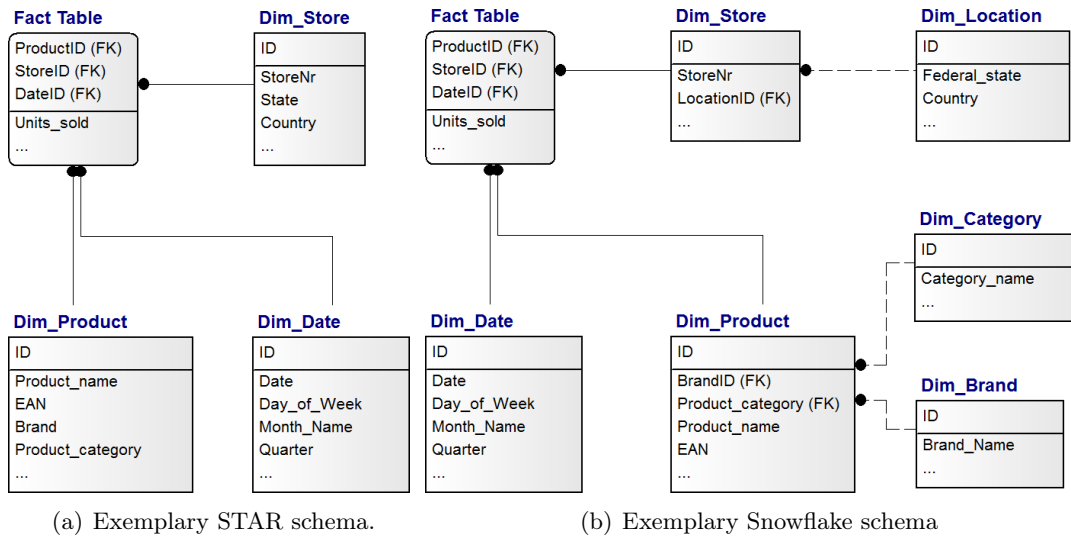 Fact Table
ProductID (FK)
StoreID (FK)
DateID (FK)
Units_sold
...
Dim_Store
ID
StoreNr
State
Country
...
Dim_Product
ID
Product_name
EAN
Brand
Product_category
...
Dim_Date
ID
Date
Day_of_Week
Month_Name
Quarter
...
(a) Exemplary STAR schema.
Fact Table
ProductID (FK)
StoreID (FK)
DateID (FK)
Units_sold
...
Dim_Store
ID
StoreNr
LocationID (FK)
...
Dim_Location
ID
Federal_state
Country
...
Dim_Category
ID
Category_name
...
Dim_Date
ID
Date
Day_of_Week
Month_Name
Quarter
...
Dim_Product
ID
BrandID (FK)
Product_category (FK)
Product_name
EAN
...
Dim_Brand
ID
Brand_Name
...
(b) Exemplary Snowflake schema